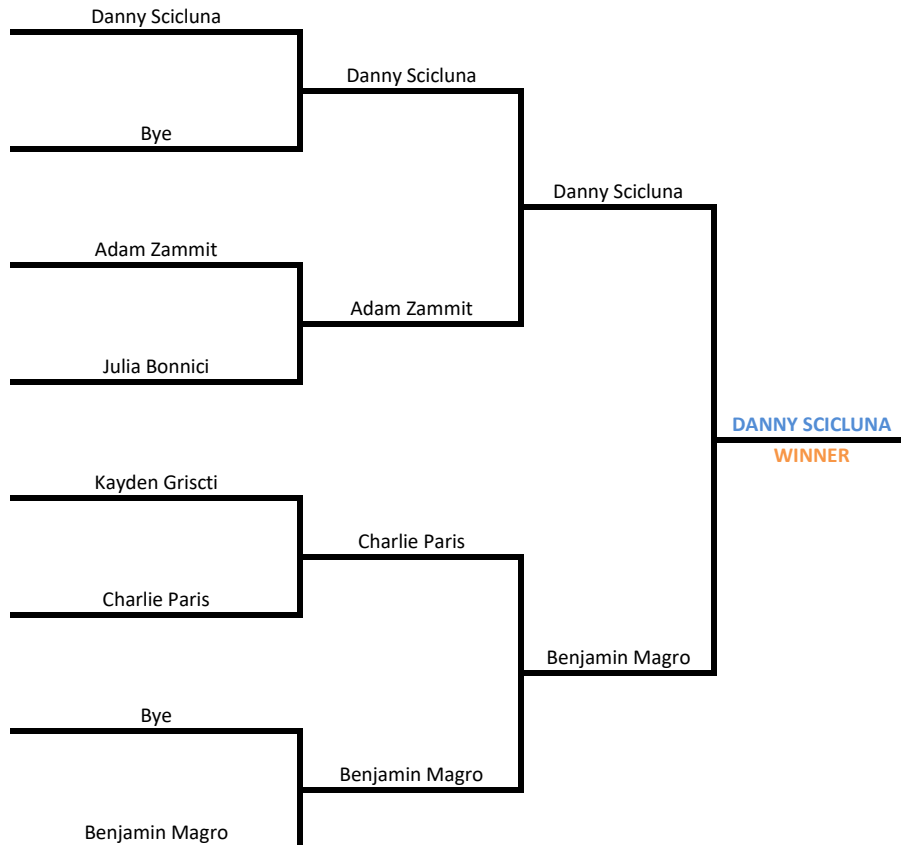 Danny Scicluna
Danny Scicluna
Bye
Danny Scicluna
Adam Zammit
Adam Zammit
Julia Bonnici
DANNY SCICLUNA
WINNER
Kayden Griscti
Charlie Paris
Charlie Paris
Benjamin Magro
Bye
Benjamin Magro
Benjamin Magro